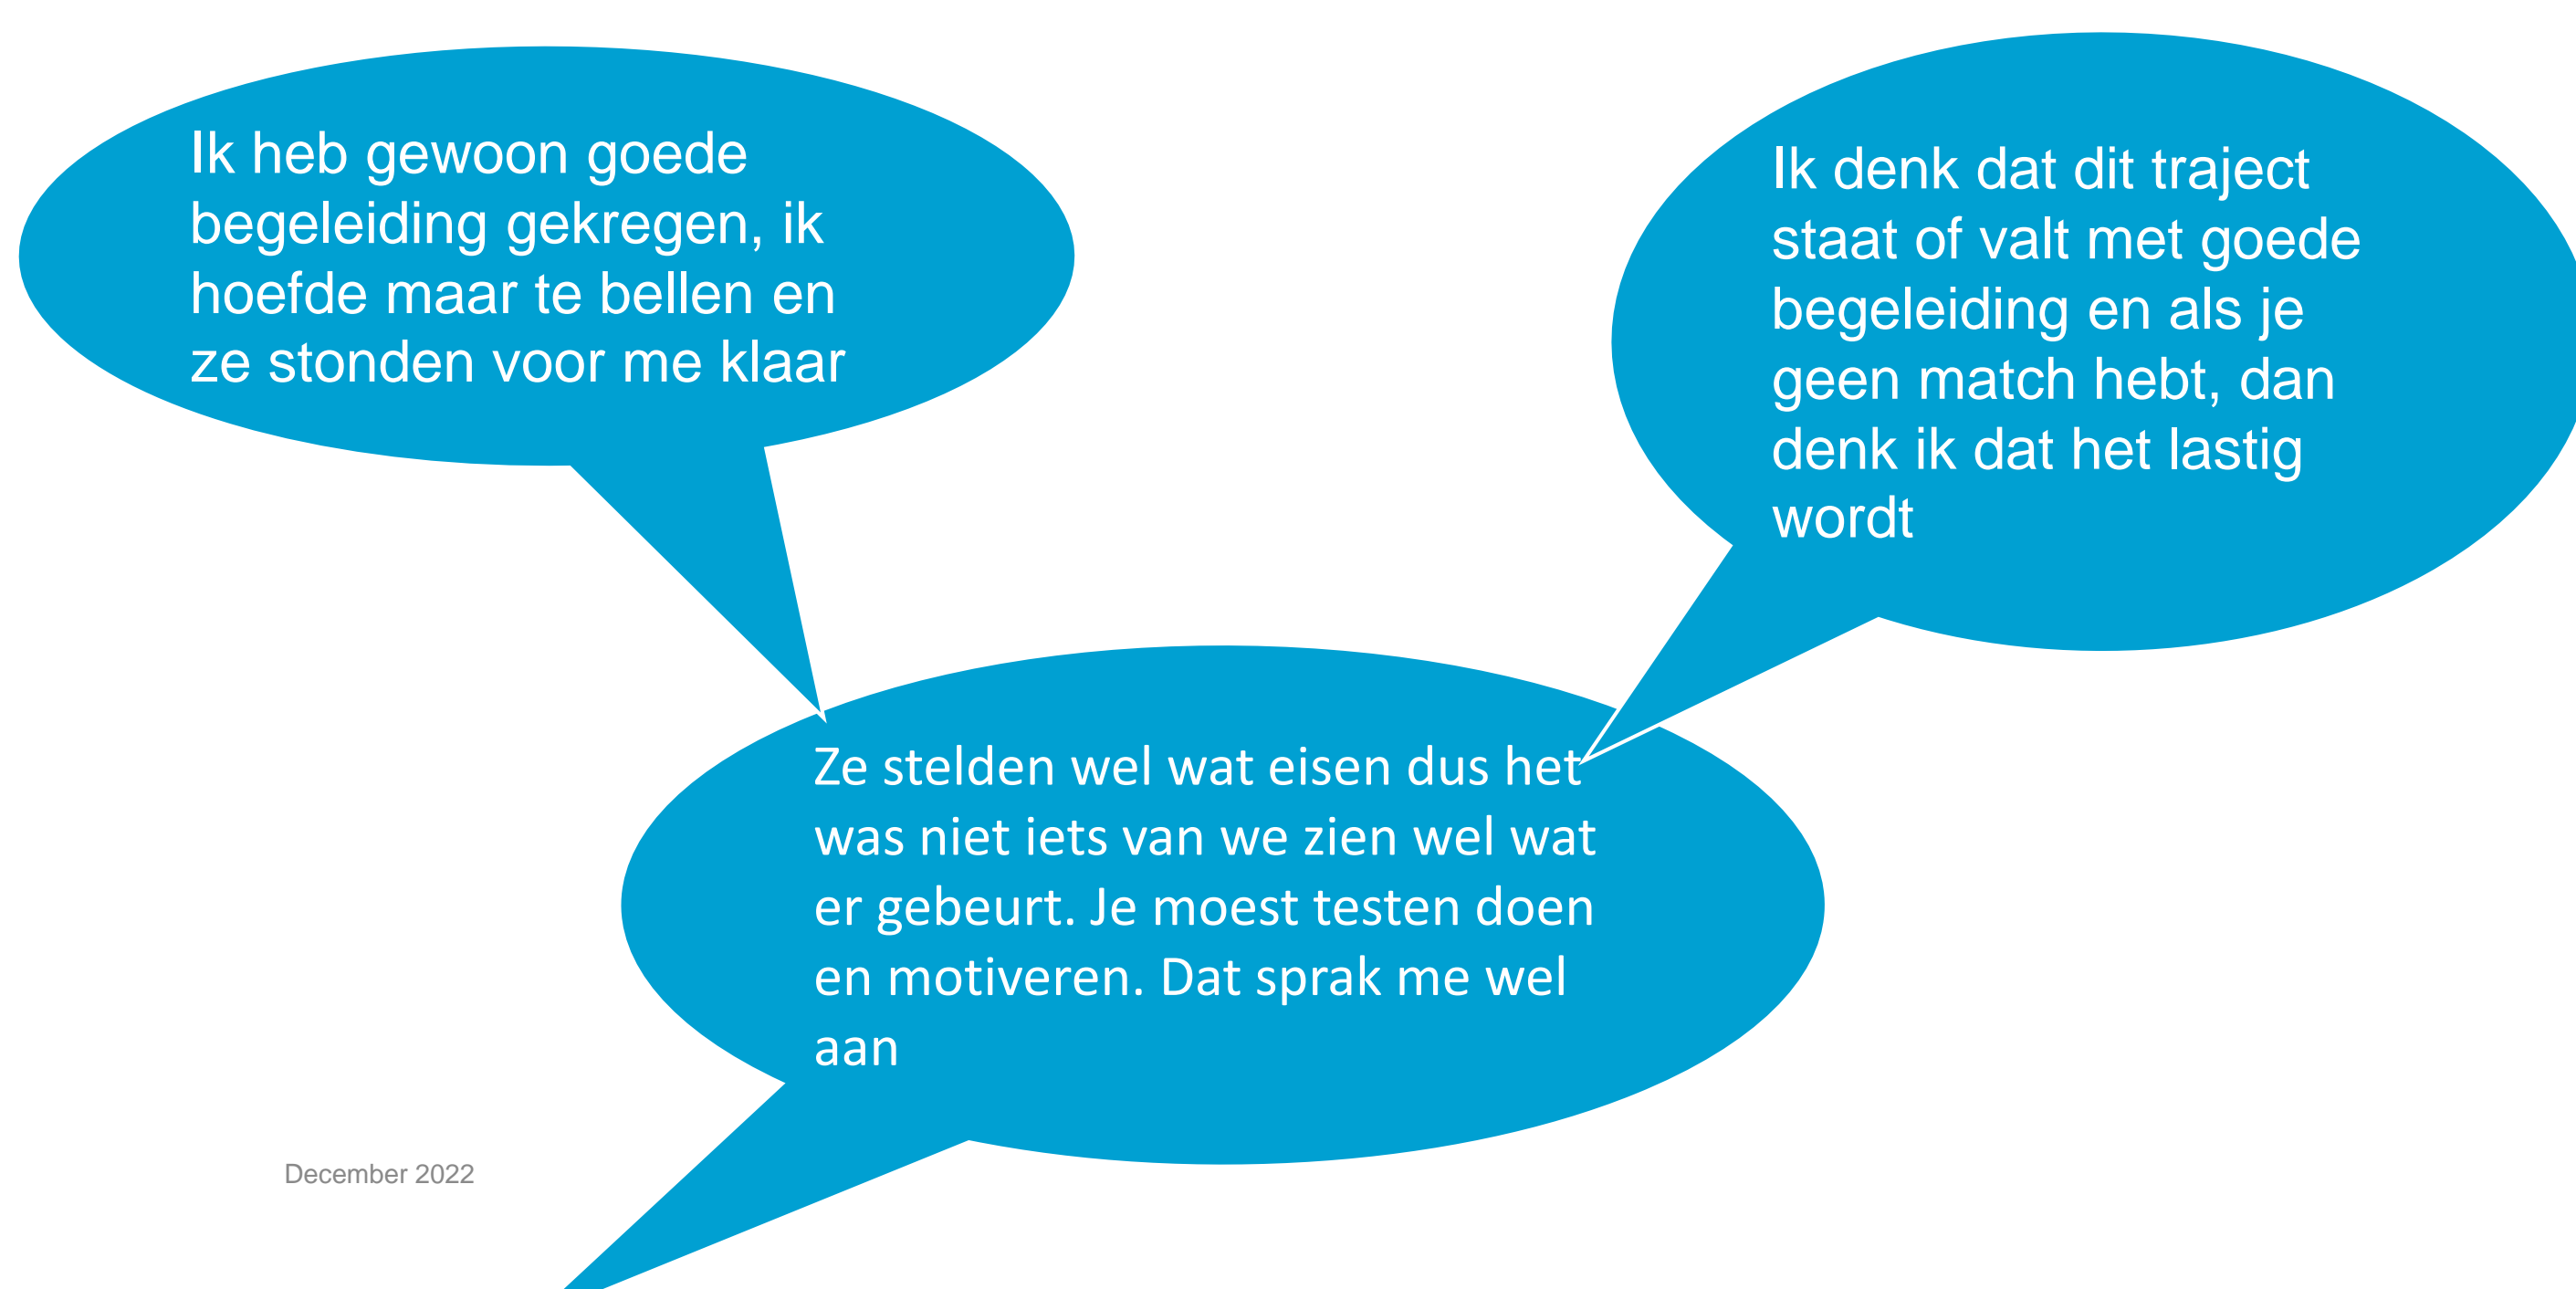 Ik heb gewoon goede
begeleiding gekregen, ik
hoefde maar te bellen en
ze stonden voor me klaar
Ik denk dat dit traject
staat of valt met goede
begeleiding en als je
geen match hebt, dan
denk ik dat het lastig
wordt
Ze stelden wel wat eisen dus het
was niet iets van we zien wel wat
er gebeurt. Je moest testen doen
en motiveren. Dat sprak me wel
aan
December 2022